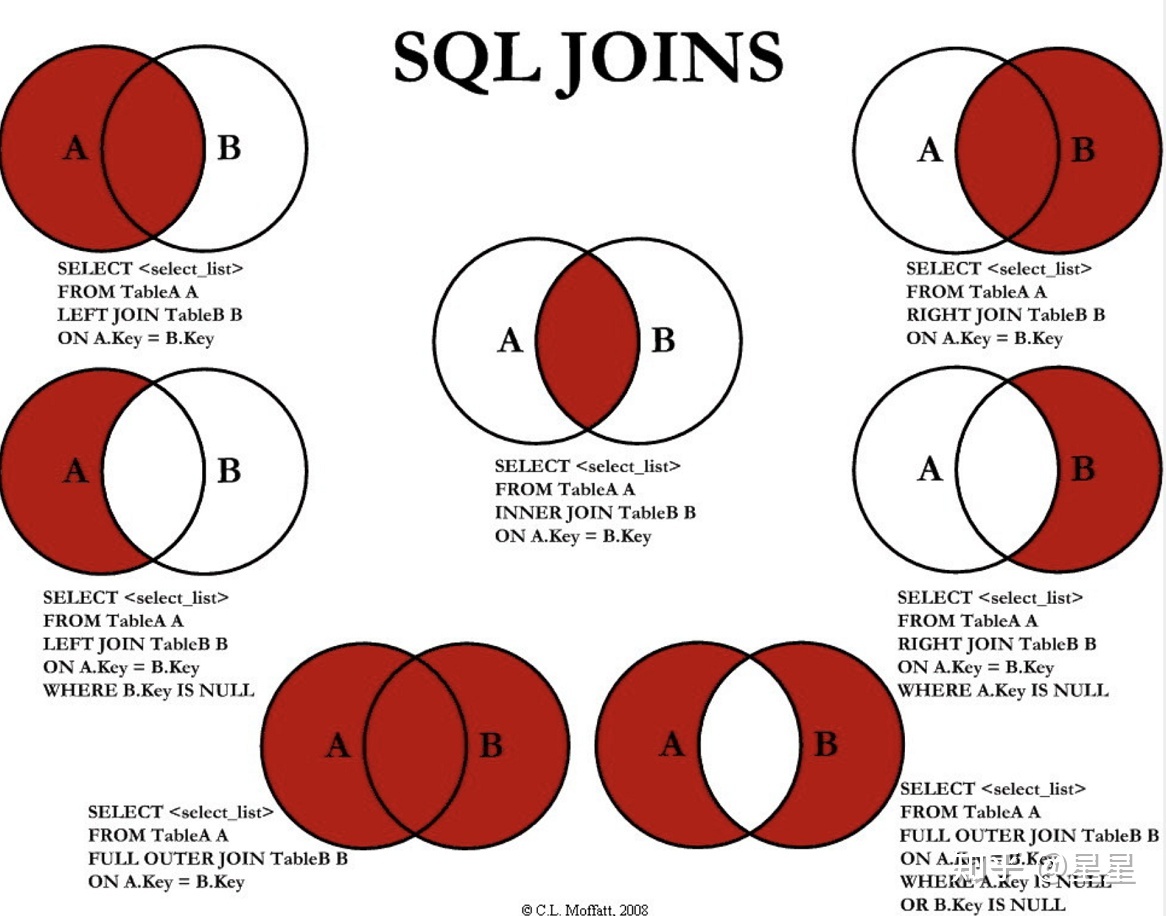 SQL JOINS
A
B
SELECT <select_list>
FROM TableA A
LEFT JOIN TableB B
ON A.Key = B.Key
A
B
SELECT <select_list>
FROM TableA A
RIGHT JOIN TableB B
ON A.Key = B.Key
A
B
SELECT <select_list>
FROM TableA A
INNER JOIN TableB B
ON A.Key = B.Key
A
B
SELECT <select_list>
FROM TableA A
LEFT JOIN TableB B
ON A.Key = B.Key
WHERE B.Key IS NULL
A
B
SELECT <select_list>
FROM TableA A
RIGHT JOIN TableB B
ON A.Key = B.Key
WHERE A.Key IS NULL
A
B
SELECT <select_list>
FROM TableA A
FULL OUTER JOIN TableB B
ON A.Key = B.Key
A
B
SELECT <select_list>
FROM TableA A
FULL OUTER JOIN TableB B
ON A.Key = B.Key
WHERE A.Key IS NULL
OR B.Key IS NULL
知乎 @星星
© C.L. Moffatt, 2008